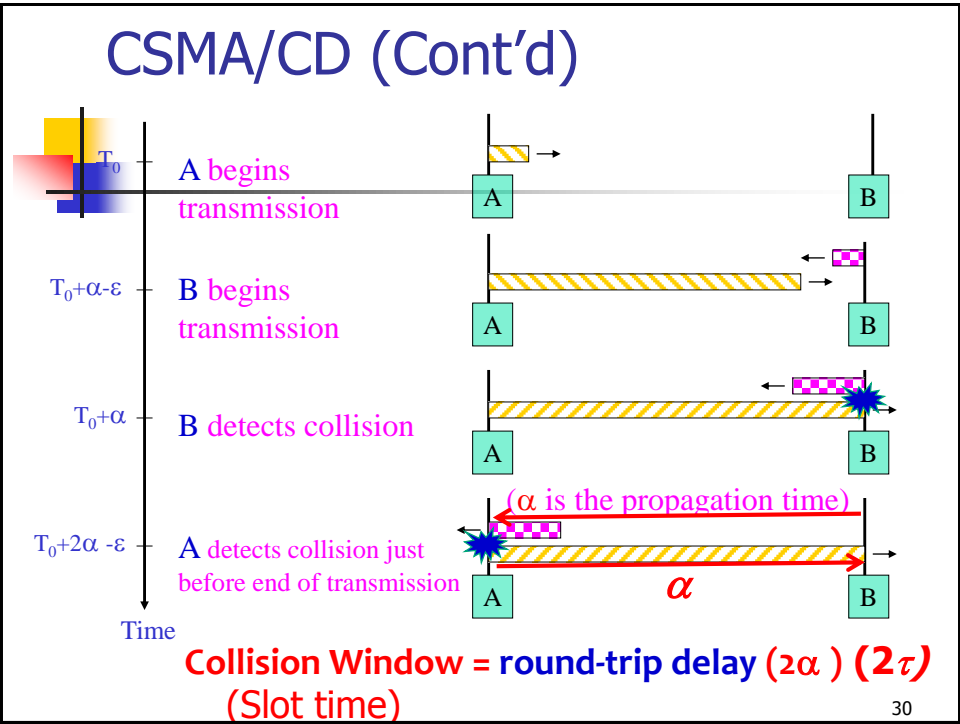 CSMA/CD (Cont’d)
T₀
A begins
transmission
A
B
T₀+α-ε
B begins
transmission
A
B
T₀+α
B detects collision
A
B
(α is the propagation time)
T₀+2α -ε
A detects collision just
before end of transmission
α
A
B
Time
Collision Window = round-trip delay (2α ) (2τ)
(Slot time)
30